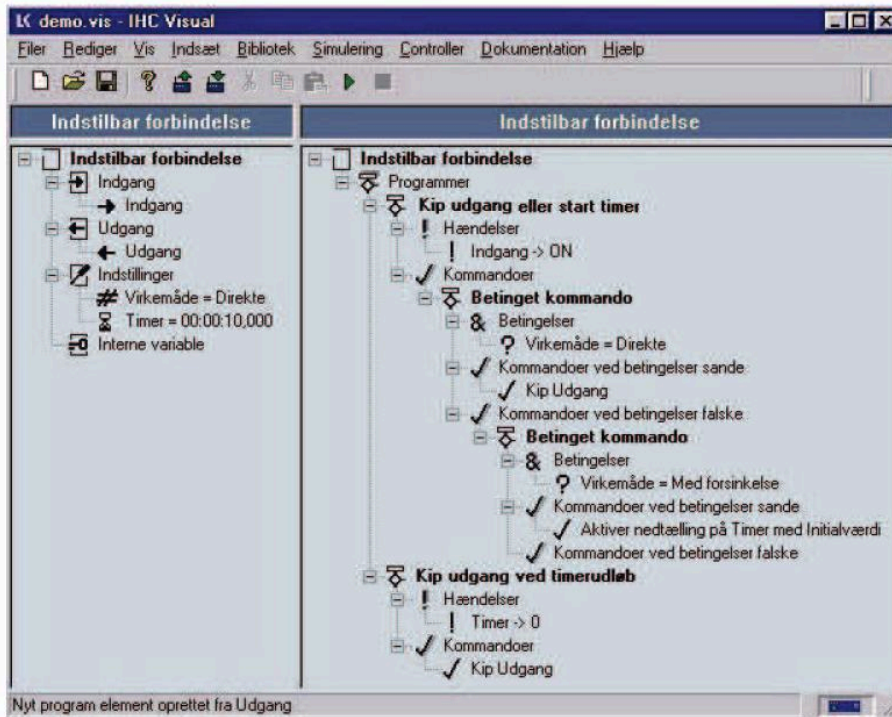 LK demo.vis - IHC Visual
Filer Rediger Vis Indsæt Bibliotek Simulering Controller Dokumentation Hjælp
Indstilbar forbindelse
Indstilbar forbindelse
Indgang
Indgang
Udgang
Udgang
Indstillinger
Virkemåde = Direkte
Timer = 00:00:10,000
Interne variable
Indstilbar forbindelse
Indstilbar forbindelse
Programmer
Kip udgang eller start timer
Hændelser
Indgang -> ON
Kommandoer
Betinget kommando
Betingelser
Virkemåde = Direkte
Kommandoer ved betingelser sande
Kip Udgang
Kommandoer ved betingelser falske
Betinget kommando
Betingelser
Virkemåde = Med forsinkelse
Kommandoer ved betingelser sande
Aktiver nedtælling på Timer med Initialværdi
Kommandoer ved betingelser falske
Kip udgang ved timerudløb
Hændelser
Timer -> 0
Kommandoer
Kip Udgang
Nyt program element oprettet fra Udgang